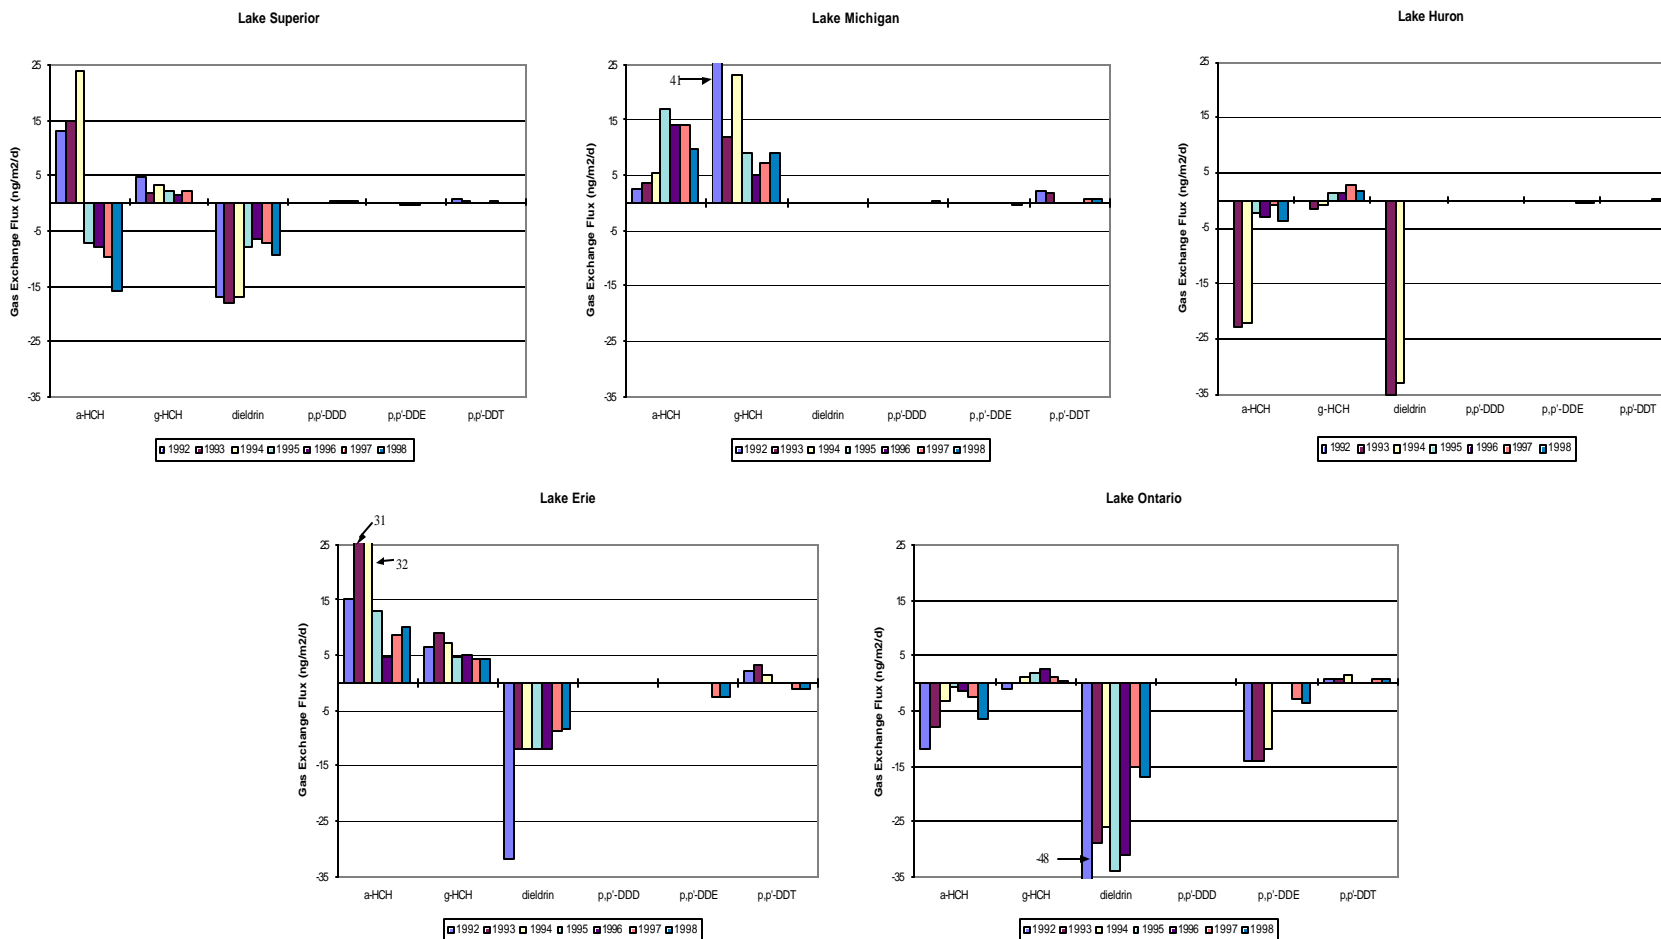 Lake Superior
Gas Exchange Flux (ng/m2/d)
25
15
5
-5
-15
-25
-35
a-HCH g-HCH dieldrin p,p'-DDD p,p'-DDE p,p'-DDT
1992 1993 1994 1995 1996 1997 1998
Lake Michigan
Gas Exchange Flux (ng/m2/d)
25
15
5
-5
-15
-25
-35
41
a-HCH g-HCH dieldrin p,p'-DDD p,p'-DDE p,p'-DDT
1992 1993 1994 1995 1996 1997 1998
Lake Huron
Gas Exchange Flux (ng/m2/d)
25
15
5
-5
-15
-25
-35
a-HCH g-HCH dieldrin p,p'-DDD p,p'-DDE p,p'-DDT
1992 1993 1994 1995 1996 1997 1998
Lake Erie
Gas Exchange Flux (ng/m2/d)
25
15
5
-5
-15
-25
-35
31
32
a-HCH g-HCH dieldrin p,p'-DDD p,p'-DDE p,p'-DDT
1992 1993 1994 1995 1996 1997 1998
Lake Ontario
Gas Exchange Flux (ng/m2/d)
25
15
5
-5
-15
-25
-35
-48
a-HCH g-HCH dieldrin p,p'-DDD p,p'-DDE p,p'-DDT
1992 1993 1994 1995 1996 1997 1998